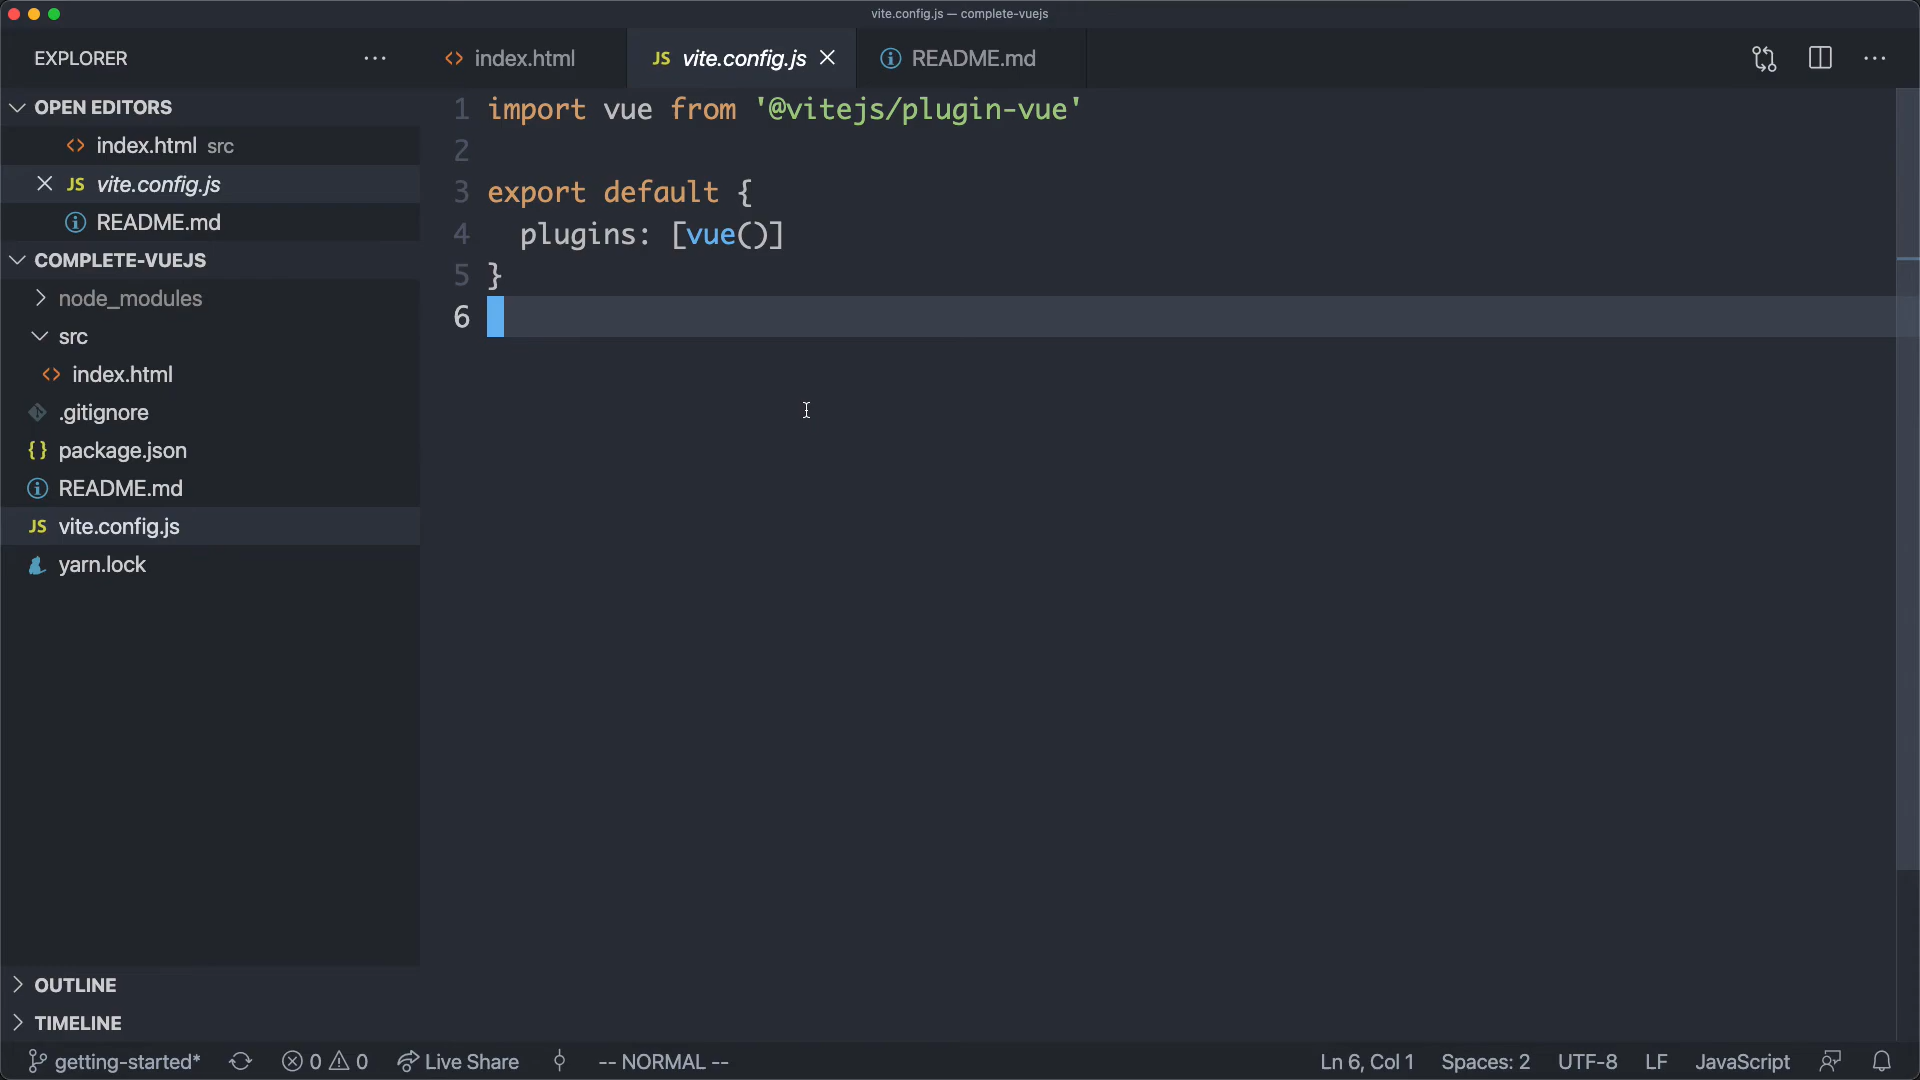 vite.config.js — complete-vuejs
EXPLORER
index.html
JS vite.config.js
README.md
OPEN EDITORS
index.html src
JS vite.config.js
README.md
COMPLETE-VUEJS
node_modules
src
index.html
.gitignore
{} package.json
README.md
JS vite.config.js
yarn.lock
OUTLINE
TIMELINE
1 import vue from '@vitejs/plugin-vue'
2
3 export default {
4 plugins: [vue()]
5 }
6
getting-started* 0 0 Live Share -- NORMAL -- Ln 6, Col 1 Spaces: 2 UTF-8 LF JavaScript